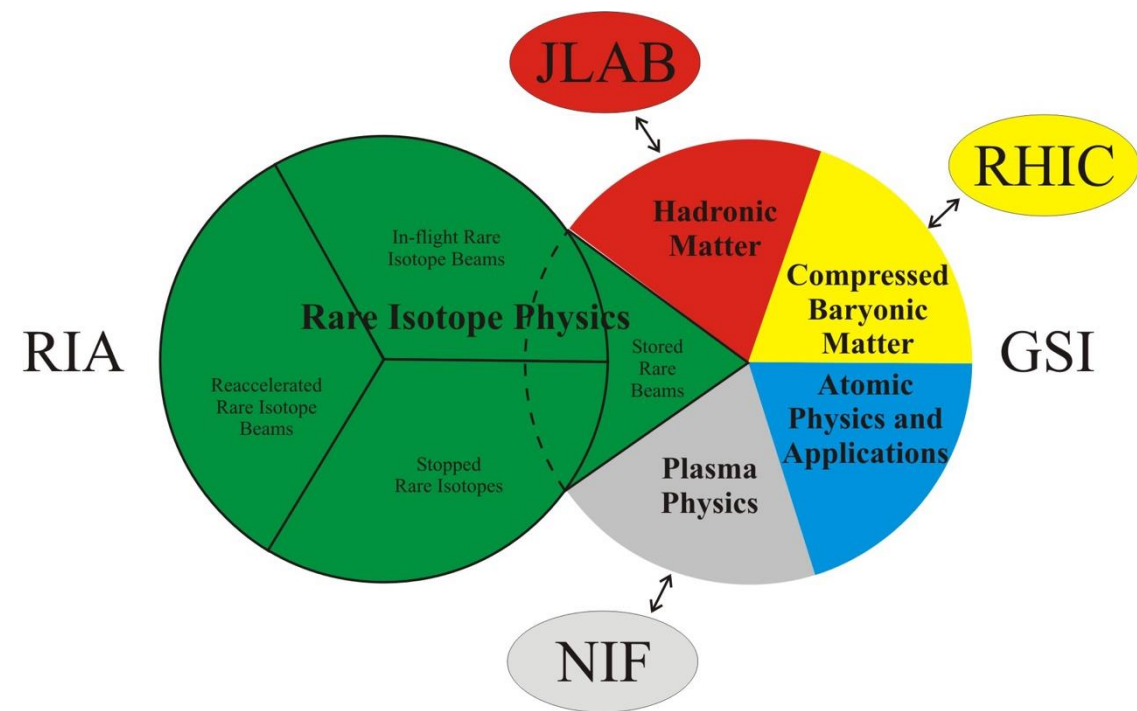 JLAB
RHIC
Hadronic
Matter
In-flight Rare
Isotope Beams
Compressed
Baryonic
Matter
Rare Isotope Physics
RIA
GSI
Stored
Rare
Beams
Reaccelerated
Rare Isotope
Beams
Atomic
Physics and
Applications
Stopped
Rare Isotopes
Plasma
Physics
NIF